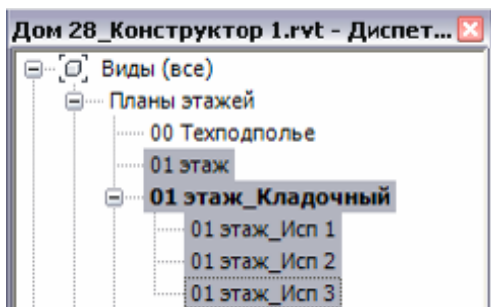 Дом 28_Конструктор 1.rvt - Диспет...
Виды (все)
Планы этажей
00 Техподполье
01 этаж
01 этаж_Кладочный
01 этаж_Исп 1
01 этаж_Исп 2
01 этаж_Исп 3